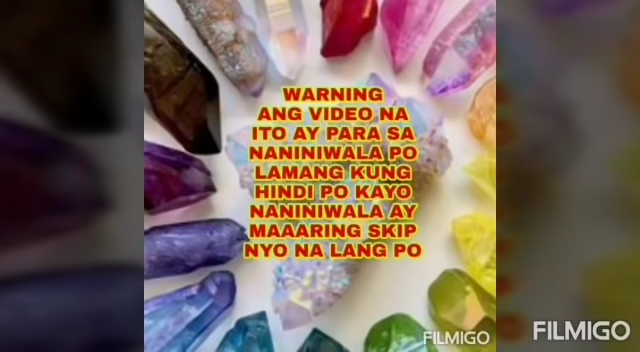 WARNING
ANG VIDEO NA
ITO AY PARA SA
NANINIWALA PO
LAMANG KUNG
HINDI PO KAYO
NANINIWALA AY
MAAARING SKIP
NYO NA LANG PO
FILMIGO
FILMIGO